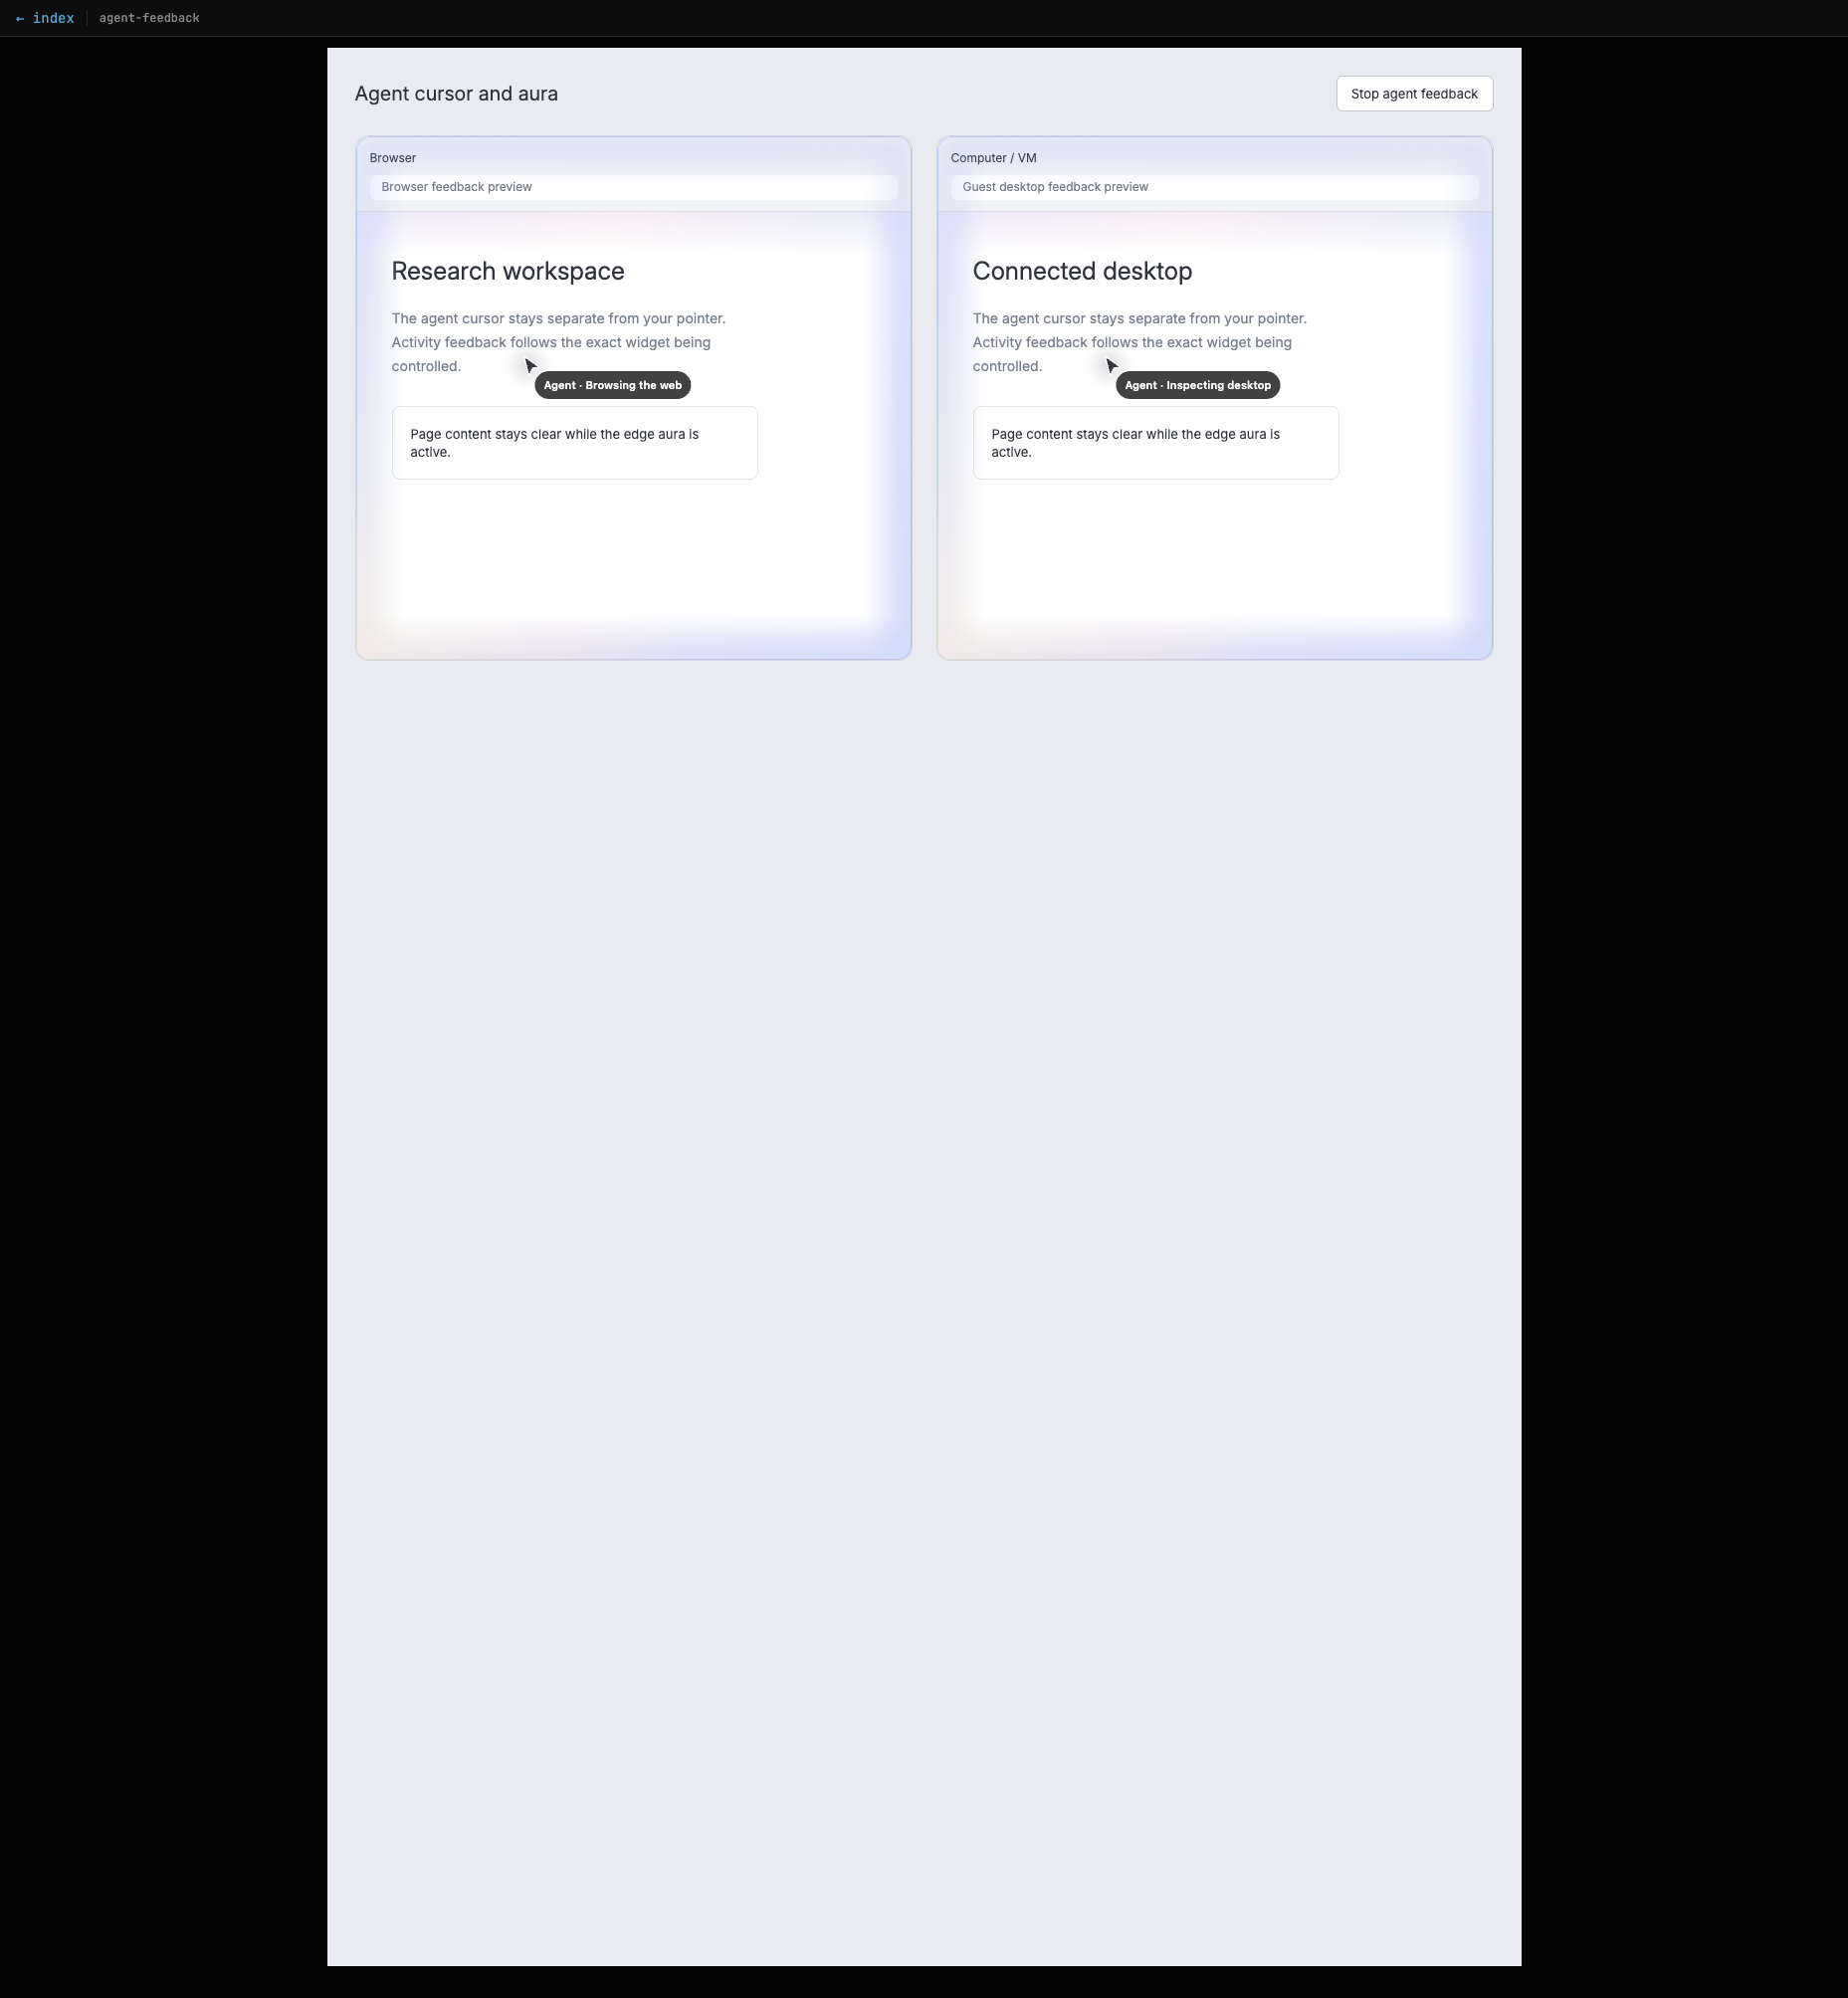 ← index
agent-feedback
Agent cursor and aura
Stop agent feedback
Browser
Browser feedback preview
Research workspace
The agent cursor stays separate from your pointer.
Activity feedback follows the exact widget being
controlled.
Agent · Browsing the web
Page content stays clear while the edge aura is
active.
Computer / VM
Guest desktop feedback preview
Connected desktop
The agent cursor stays separate from your pointer.
Activity feedback follows the exact widget being
controlled.
Agent · Inspecting desktop
Page content stays clear while the edge aura is
active.